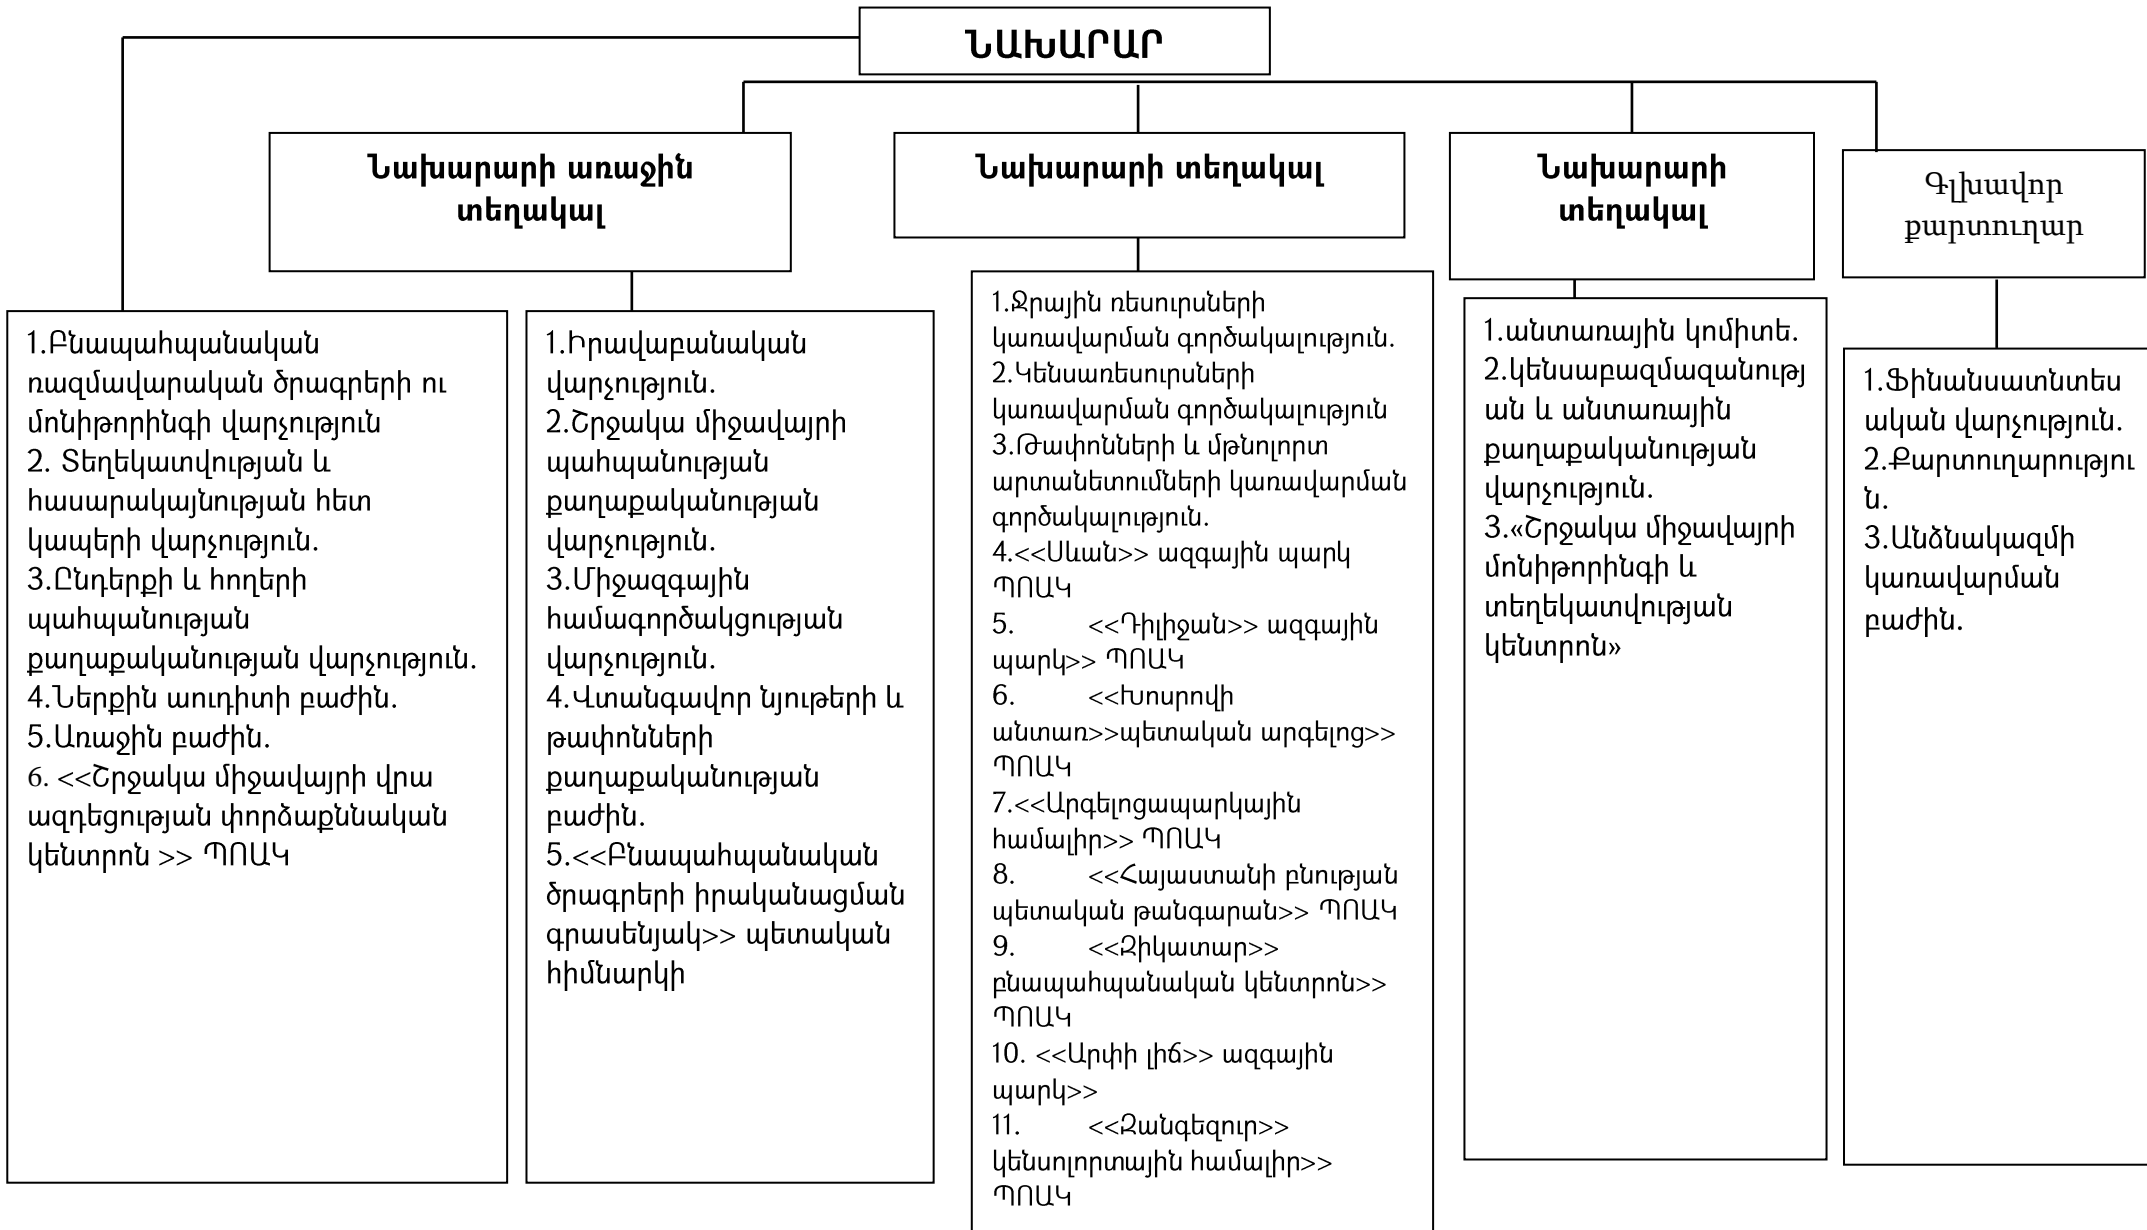 ՆԱԽԱՐԱՐ
Նախարարի առաջին
տեղակալ
Նախարարի տեղակալ
Նախարարի
տեղակալ
Գլխավոր
քարտուղար
1.Բնապահպանական
ռազմավարական ծրագրերի ու
մոնիթորինգի վարչություն
2. Տեղեկատվության և
հասարակայնության հետ
կապերի վարչություն.
3.Ընդերքի և հողերի
պահպանության
քաղաքականության վարչություն.
4.Ներքին աուդիտի բաժին.
5.Առաջին բաժին.
6. <<Շրջակա միջավայրի վրա
ազդեցության փորձաքննական
կենտրոն >> ՊՈԱԿ
1.Իրավաբանական
վարչություն.
2.Շրջակա միջավայրի
պահպանության
քաղաքականության
վարչություն.
3.Միջազգային
համագործակցության
վարչություն.
4.Վտանգավոր նյութերի և
թափոնների
քաղաքականության
բաժին.
5.<<Բնապահպանական
ծրագրերի իրականացման
գրասենյակ>> պետական
հիմնարկի
1.Ջրային ռեսուրսների
կառավարման գործակալություն.
2.Կենսառեսուրսների
կառավարման գործակալություն
3.Թափոնների և մթնոլորտ
արտանետումների կառավարման
գործակալություն.
4.<<Սևան>> ազգային պարկ
ՊՈԱԿ
5. <<Դիլիջան>> ազգային
պարկ>> ՊՈԱԿ
6. <<Խոսրովի
անտառ>>պետական արգելոց>>
ՊՈԱԿ
7.<<Արգելոցապարկային
համալիր>> ՊՈԱԿ
8. <<Հայաստանի բնության
պետական թանգարան>> ՊՈԱԿ
9. <<Զիկատար>>
բնապահպանական կենտրոն>>
ՊՈԱԿ
10. <<Արփի լիճ>> ազգային
պարկ>>
11. <<Զանգեզուր>>
կենսոլորտային համալիր>>
ՊՈԱԿ
1.անտառային կոմիտե.
2.կենսաբազմազանությ
ան և անտառային
քաղաքականության
վարչություն.
3.«Շրջակա միջավայրի
մոնիթորինգի և
տեղեկատվության
կենտրոն»
1.Ֆինանսատնտես
ական վարչություն.
2.Քարտուղարությու
ն.
3.Անձնակազմի
կառավարման
բաժին.